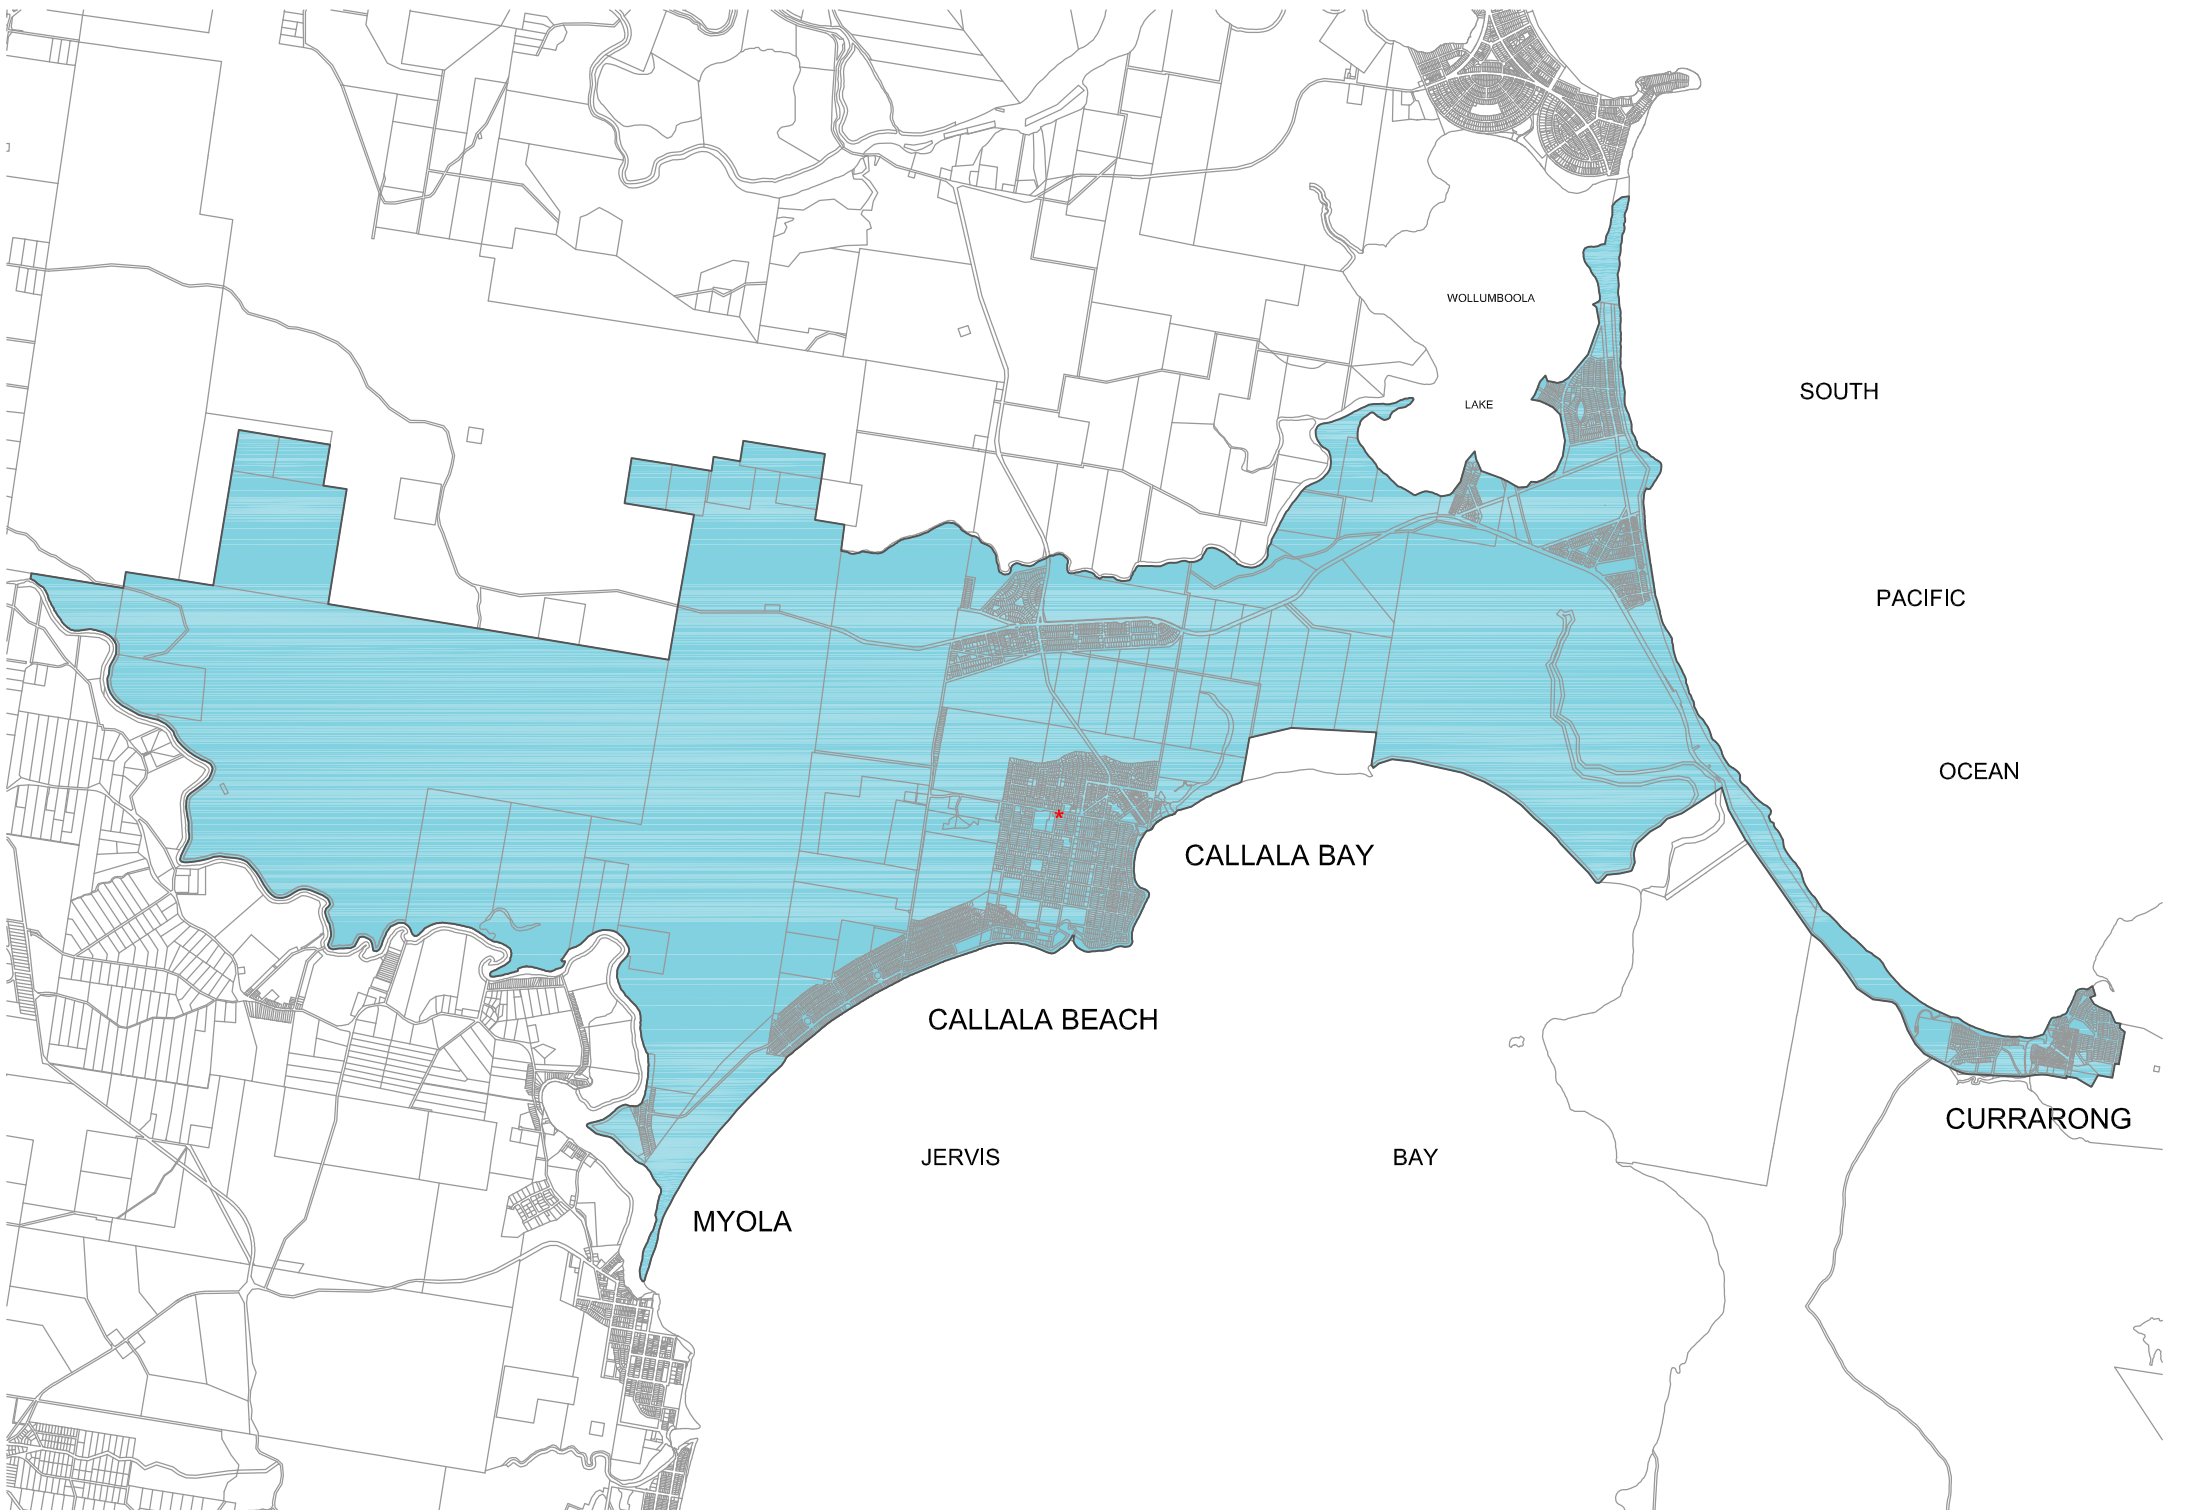 WOLLUMBOOLA
SOUTH
LAKE
PACIFIC
OCEAN
*
CALLALA BAY
CALLALA BEACH
CURRARONG
JERVIS BAY
MYOLA